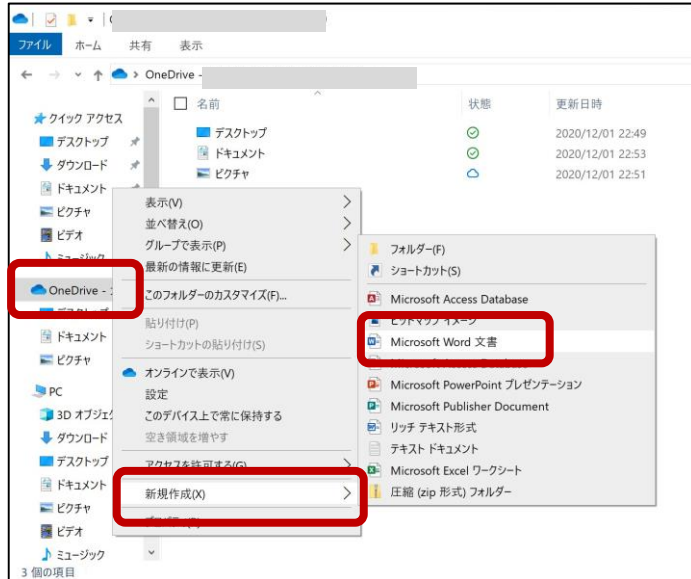 ファイル ホーム 共有 表示
OneDrive -
名前 状態 更新日時
クイック アクセス
デスクトップ 2020/12/01 22:49
ドキュメント 2020/12/01 22:53
ピクチャ 2020/12/01 22:51
デスクトップ
ダウンロード
ドキュメント
ピクチャ
ビデオ
OneDrive -
ドキュメント
ピクチャ
PC
3D オブジェ
ダウンロード
デスクトップ
ドキュメント
ピクチャ
ビデオ
ミュージック
3 個の項目
表示(V)
並べ替え(O)
グループで表示(P)
最新の情報に更新(E)
このフォルダーのカスタマイズ(F)...
貼り付け(P)
ショートカットの貼り付け(S)
オンラインで表示(V)
設定
このデバイス上で常に保持する
空き領域を増やす
アクセスを許可する(G)
新規作成(X)
フォルダー(F)
ショートカット(S)
Microsoft Access Database
ビットマップ イメージ
Microsoft Word 文書
Microsoft PowerPoint プレゼンテーション
Microsoft Publisher Document
リッチ テキスト形式
テキスト ドキュメント
Microsoft Excel ワークシート
圧縮 (zip 形式) フォルダー